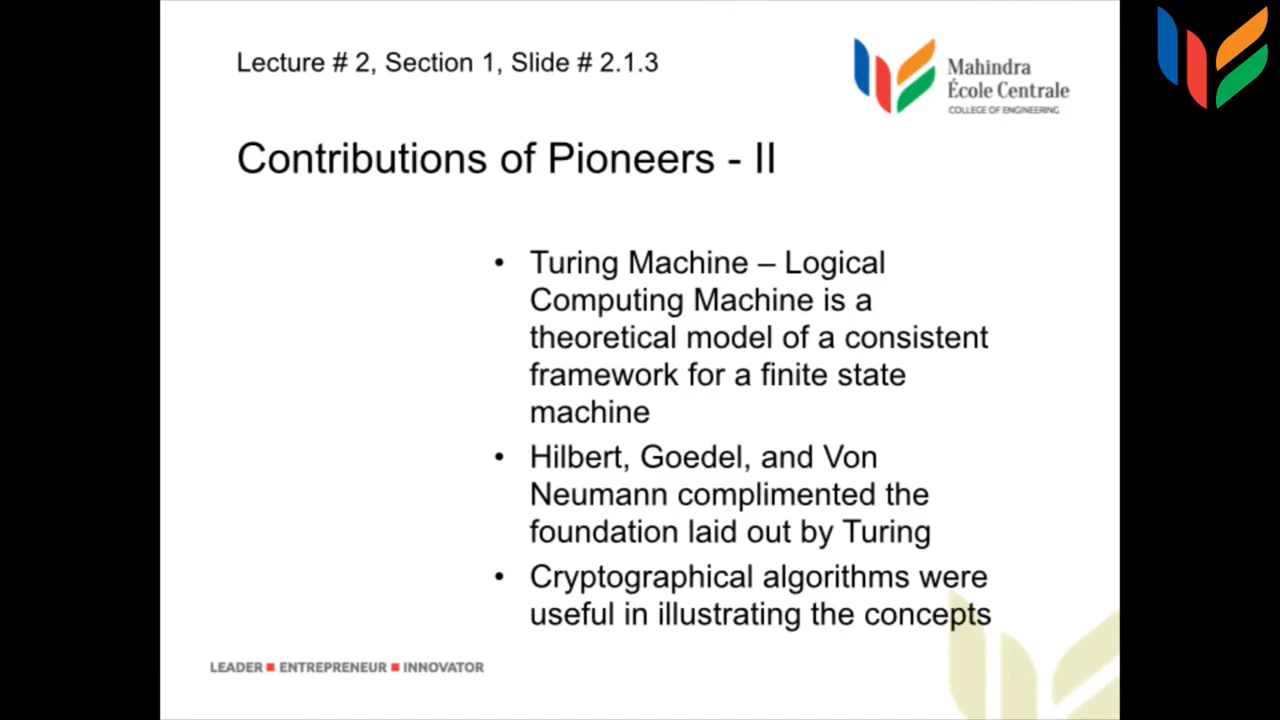 Lecture # 2, Section 1, Slide # 2.1.3
Mahindra
École Centrale
COLLEGE OF ENGINEERING
Contributions of Pioneers - II
• Turing Machine – Logical
Computing Machine is a
theoretical model of a consistent
framework for a finite state
machine
• Hilbert, Goedel, and Von
Neumann complimented the
foundation laid out by Turing
• Cryptographical algorithms were
useful in illustrating the concepts
LEADER ■ ENTREPRENEUR ■ INNOVATOR